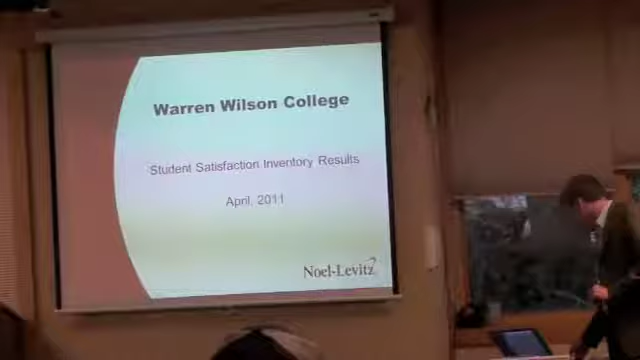 Warren Wilson College
Student Satisfaction Inventory Results
April, 2011
Noel-Levitz